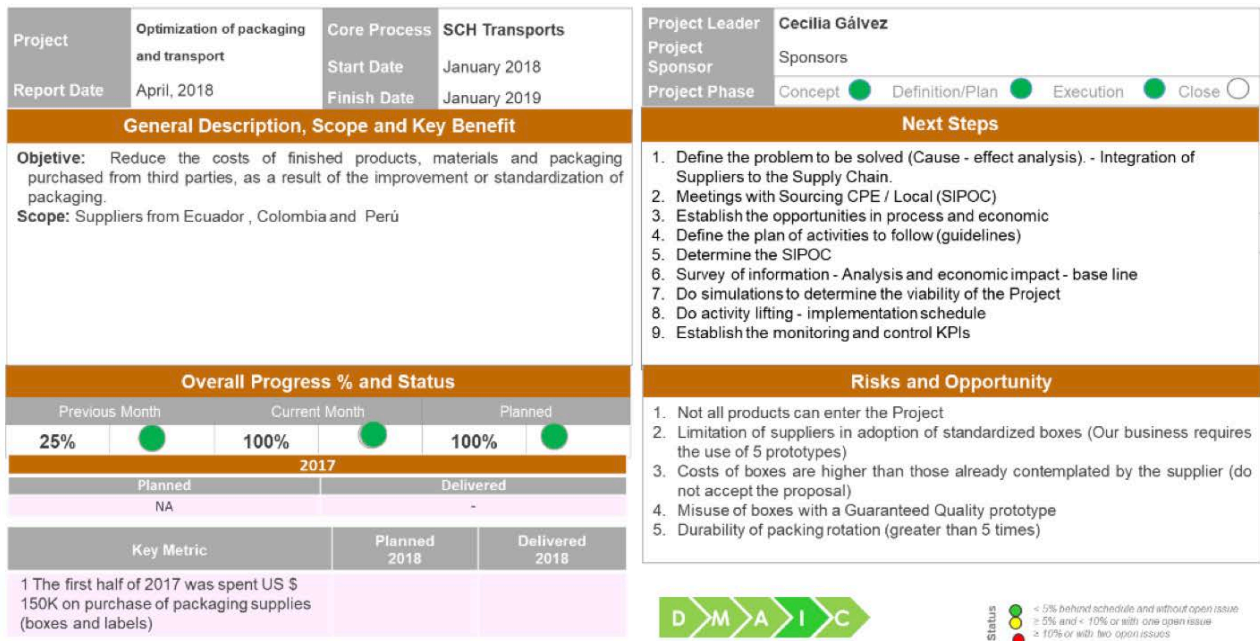 Project
Optimization of packaging
and transport
Core Process
SCH Transports
Start Date
January 2018
Report Date
April, 2018
Finish Date
January 2019
Project Leader
Cecilia Gálvez
Project
Sponsor
Sponsors
Project Phase
Concept
Definition/Plan
Execution
Close
General Description, Scope and Key Benefit
Objetive: Reduce the costs of finished products, materials and packaging
purchased from third parties, as a result of the improvement or standardization of
packaging.
Scope: Suppliers from Ecuador , Colombia and Perú
Next Steps
1. Define the problem to be solved (Cause - effect analysis). - Integration of
Suppliers to the Supply Chain.
2. Meetings with Sourcing CPE / Local (SIPOC)
3. Establish the opportunities in process and economic
4. Define the plan of activities to follow (guidelines)
5. Determine the SIPOC
6. Survey of information - Analysis and economic impact - base line
7. Do simulations to determine the viability of the Project
8. Do activity lifting - implementation schedule
9. Establish the monitoring and control KPIs
Overall Progress % and Status
Previous Month
Current Month
Planned
25%
100%
100%
2017
Planned
Delivered
NA
-
Key Metric
Planned
2018
Delivered
2018
1 The first half of 2017 was spent US $
150K on purchase of packaging supplies
(boxes and labels)
Risks and Opportunity
1. Not all products can enter the Project
2. Limitation of suppliers in adoption of standardized boxes (Our business requires
the use of 5 prototypes)
3. Costs of boxes are higher than those already contemplated by the supplier (do
not accept the proposal)
4. Misuse of boxes with a Guaranteed Quality prototype
5. Durability of packing rotation (greater than 5 times)
D M A I C
Status
< 5% behind schedule and without open issue
≥ 5% and < 10% or with one open issue
≥ 10% or with two open issues